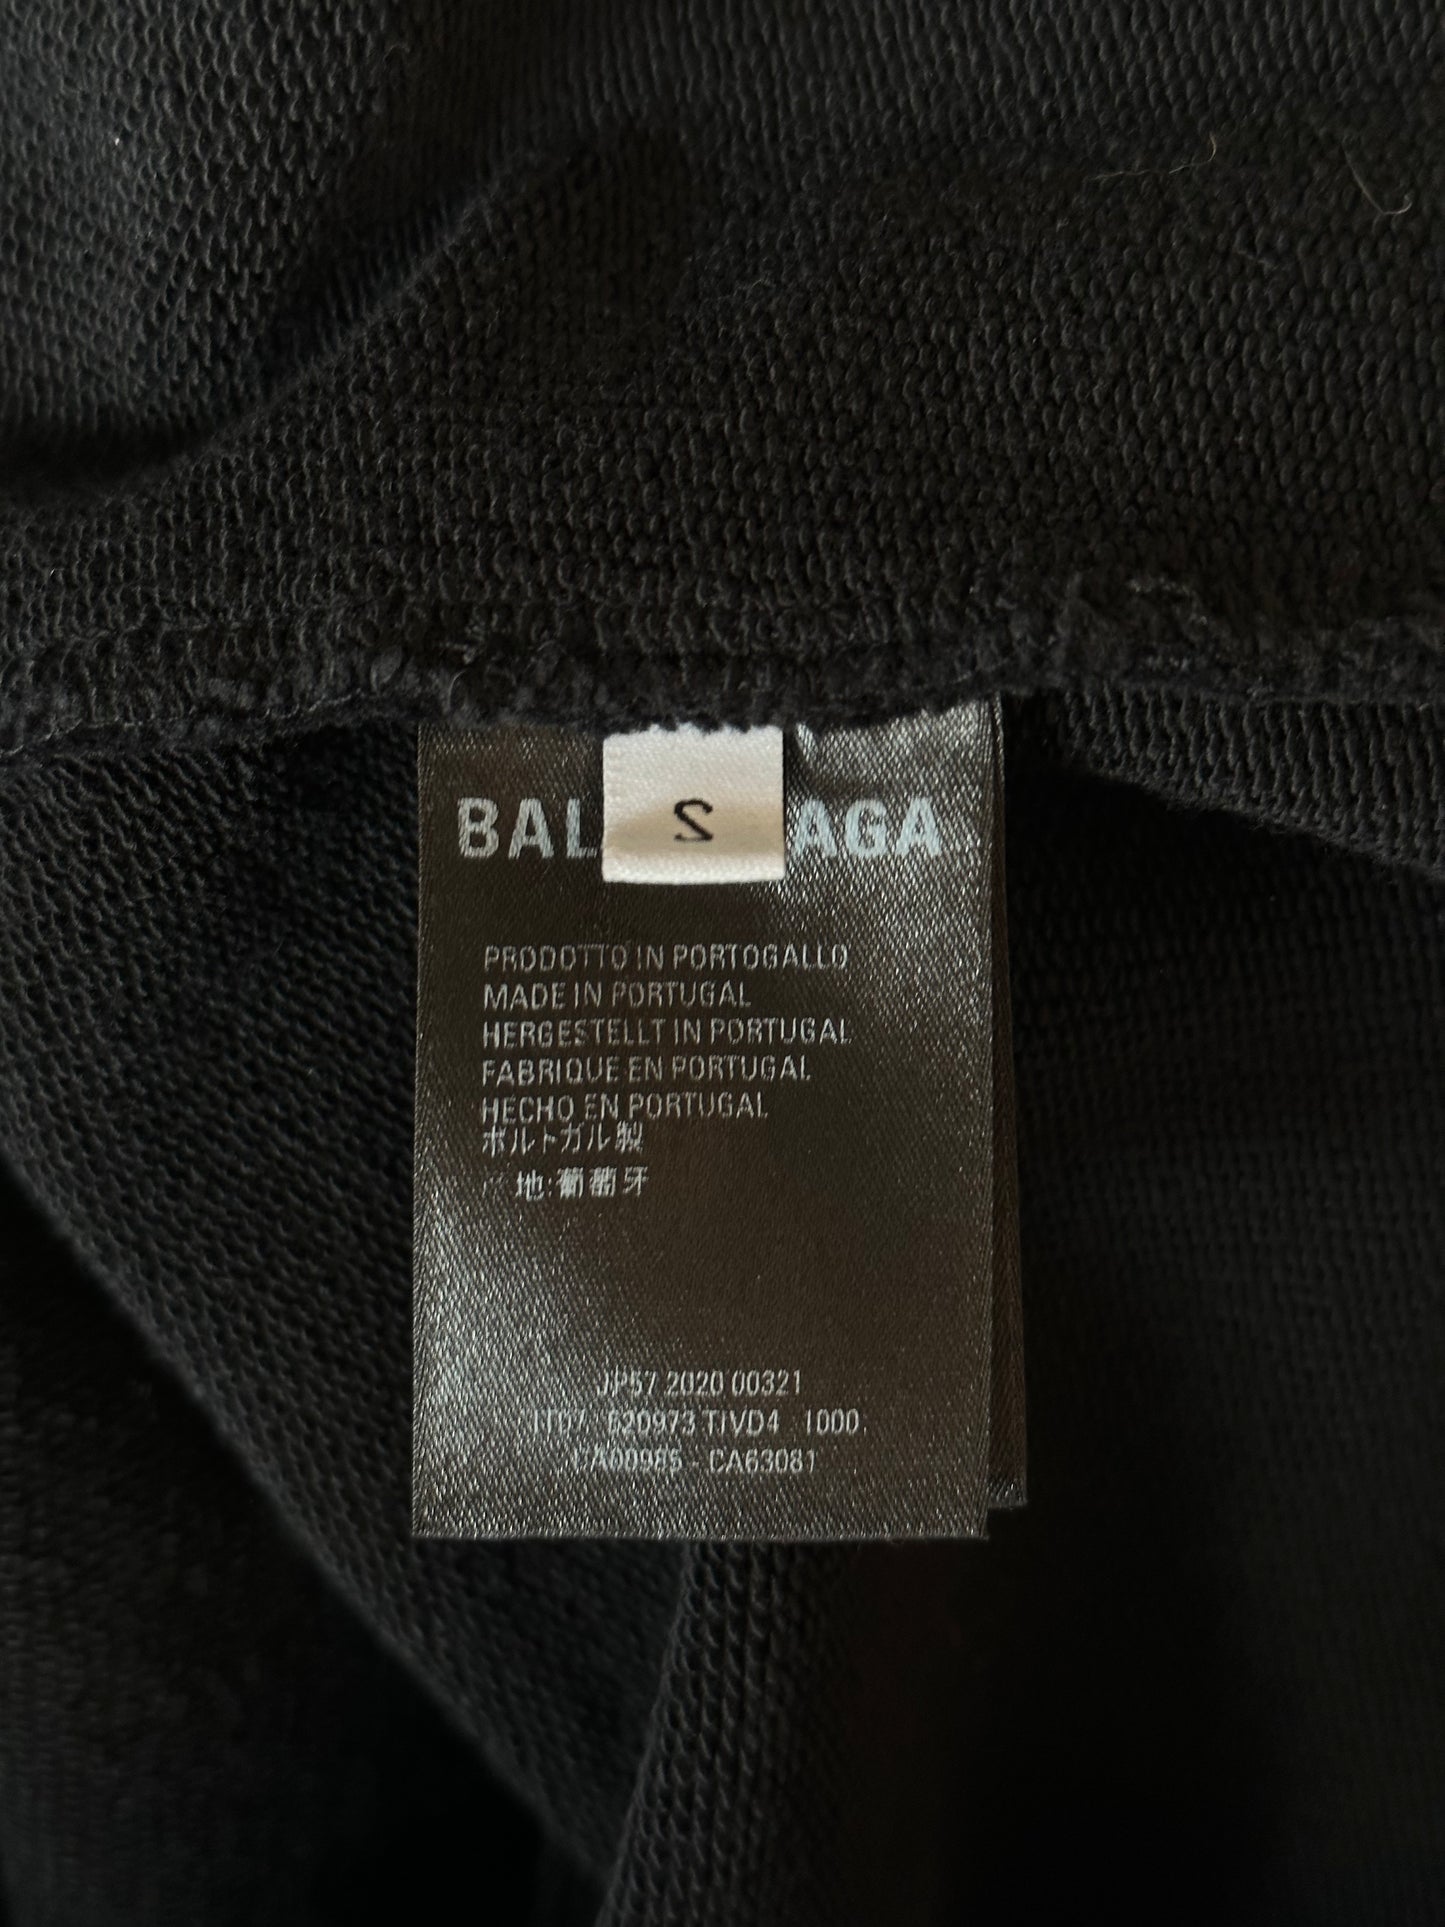 BAL S AGA
PRODOTTO IN PORTOGALLO
MADE IN PORTUGAL
HERGESTELLT IN PORTUGAL
FABRIQUE EN PORTUGAL
HECHO EN PORTUGAL
ポルトガル製
地:葡萄牙
JP57 2020 00321
620973 TIVD4 1000
CA00985 - CA63081